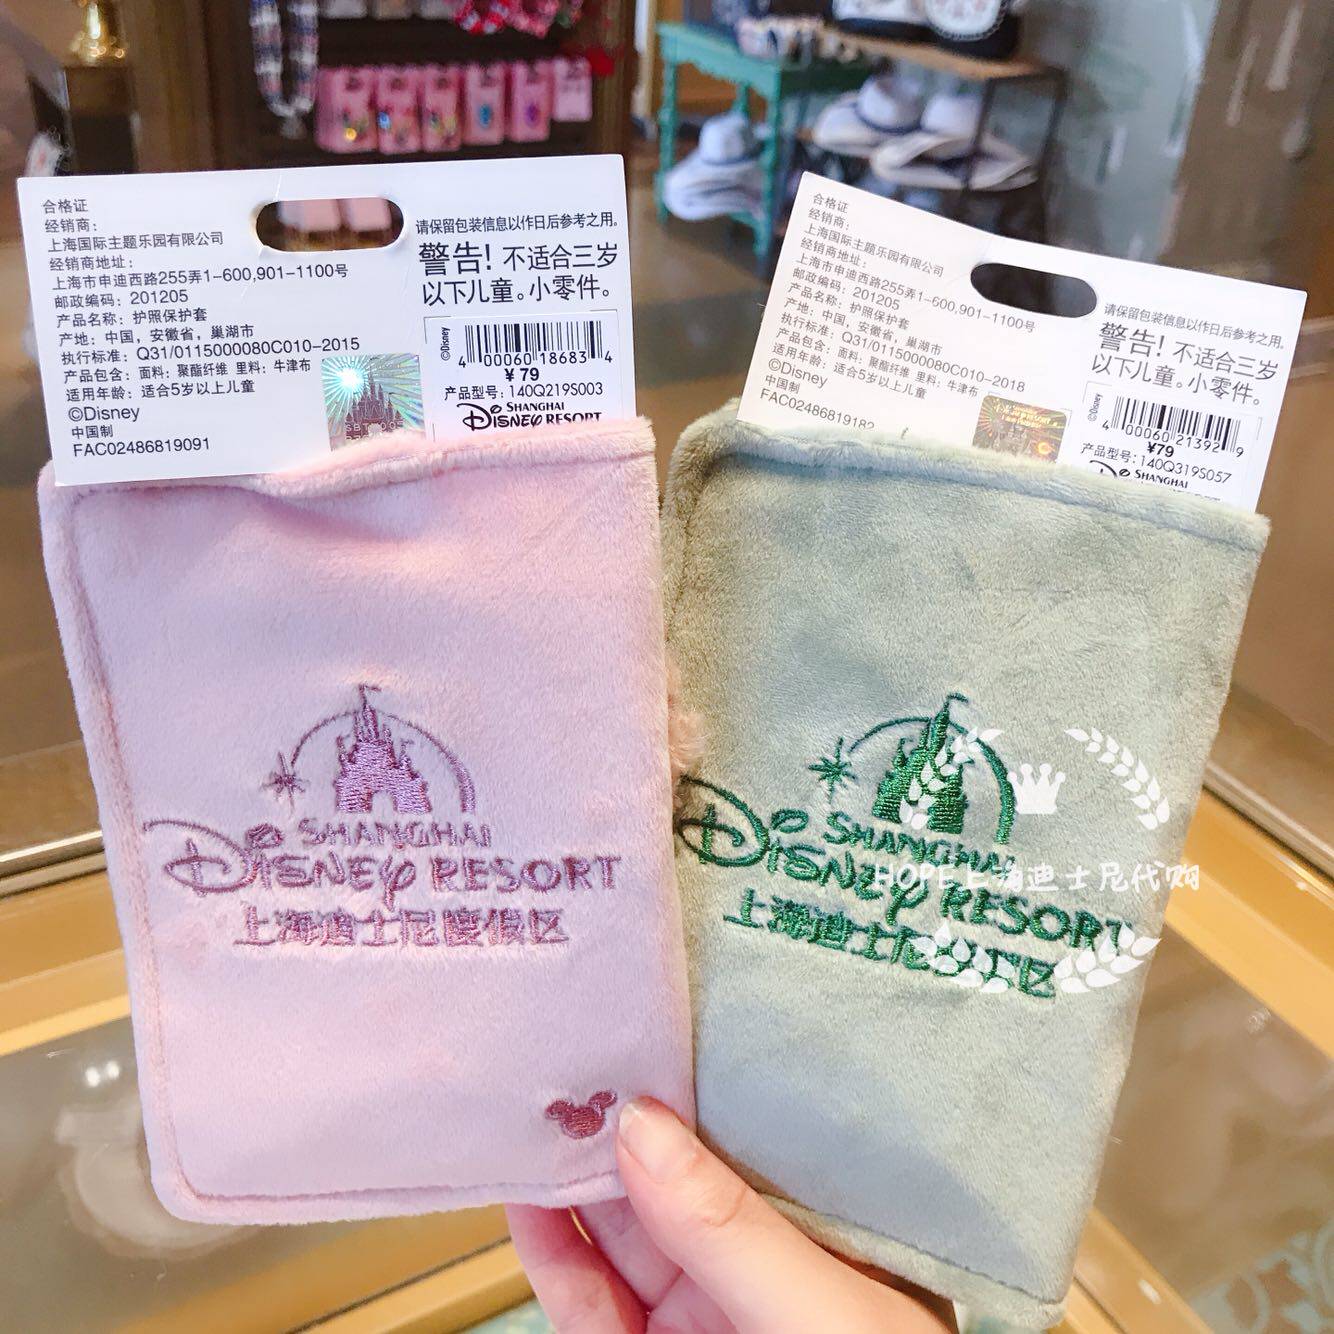 合格证
经销商：
上海国际主题乐园有限公司
经销商地址：
上海市申迪西路255弄1-600,901-1100号
邮政编码：201205
产品名称：护照保护套
产地：中国，安徽省，巢湖市
执行标准：Q31/0115000080C010-2015
产品包含：面料：聚酯纤维 里料：牛津布
适用年龄：适合5岁以上儿童
©Disney
中国制
FAC02486819091
请保留包装信息以作日后参考之用。
警告！不适合三岁
以下儿童。小零件。
©Disney
4 00060 18683 4
¥79
产品型号：140Q219S003
SHANGHAI
DISNEY RESORT
合格证
经销商：
上海国际主题乐园有限公司
经销商地址：
上海市申迪西路255弄1-600,901-1100号
邮政编码：201205
产品名称：护照保护套
产地：中国，安徽省，巢湖市
执行标准：Q31/0115000080C010-2018
产品包含：面料：聚酯纤维 里料：牛津布
适用年龄：适合5岁以上儿童
©Disney
中国制
FAC02486819182
请保留包装信息以作日后参考之用。
警告！不适合三岁
以下儿童。小零件。
©Disney
4 00060 21392 9
¥79
产品型号：140Q319S057
SHANGHAI
SHANGHAI
DISNEY RESORT
上海迪士尼度假区
SHANGHAI
DISNEY RESORT
上海迪士尼度假区
HOPE上海迪士尼代购